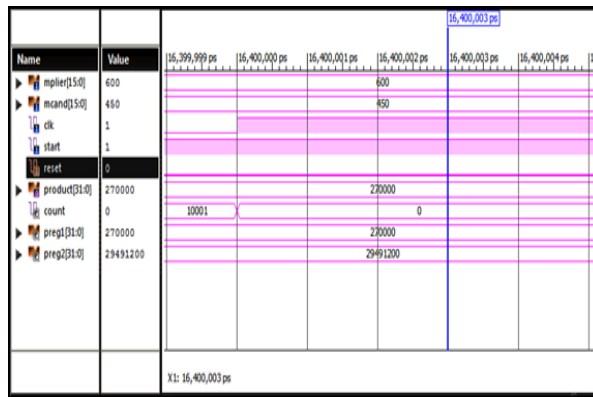 16,400,003 ps
Name Value 16,399,999 ps 16,400,000 ps 16,400,001 ps 16,400,002 ps 16,400,003 ps 16,400,004 ps
mplier[15:0] 600 600
mcand[15:0] 450 450
clk 1
start 1
reset 0
product[31:0] 270000 270000
count 0 10001 0
preg1[31:0] 270000 270000
preg2[31:0] 29491200 29491200
X1: 16,400,003 ps